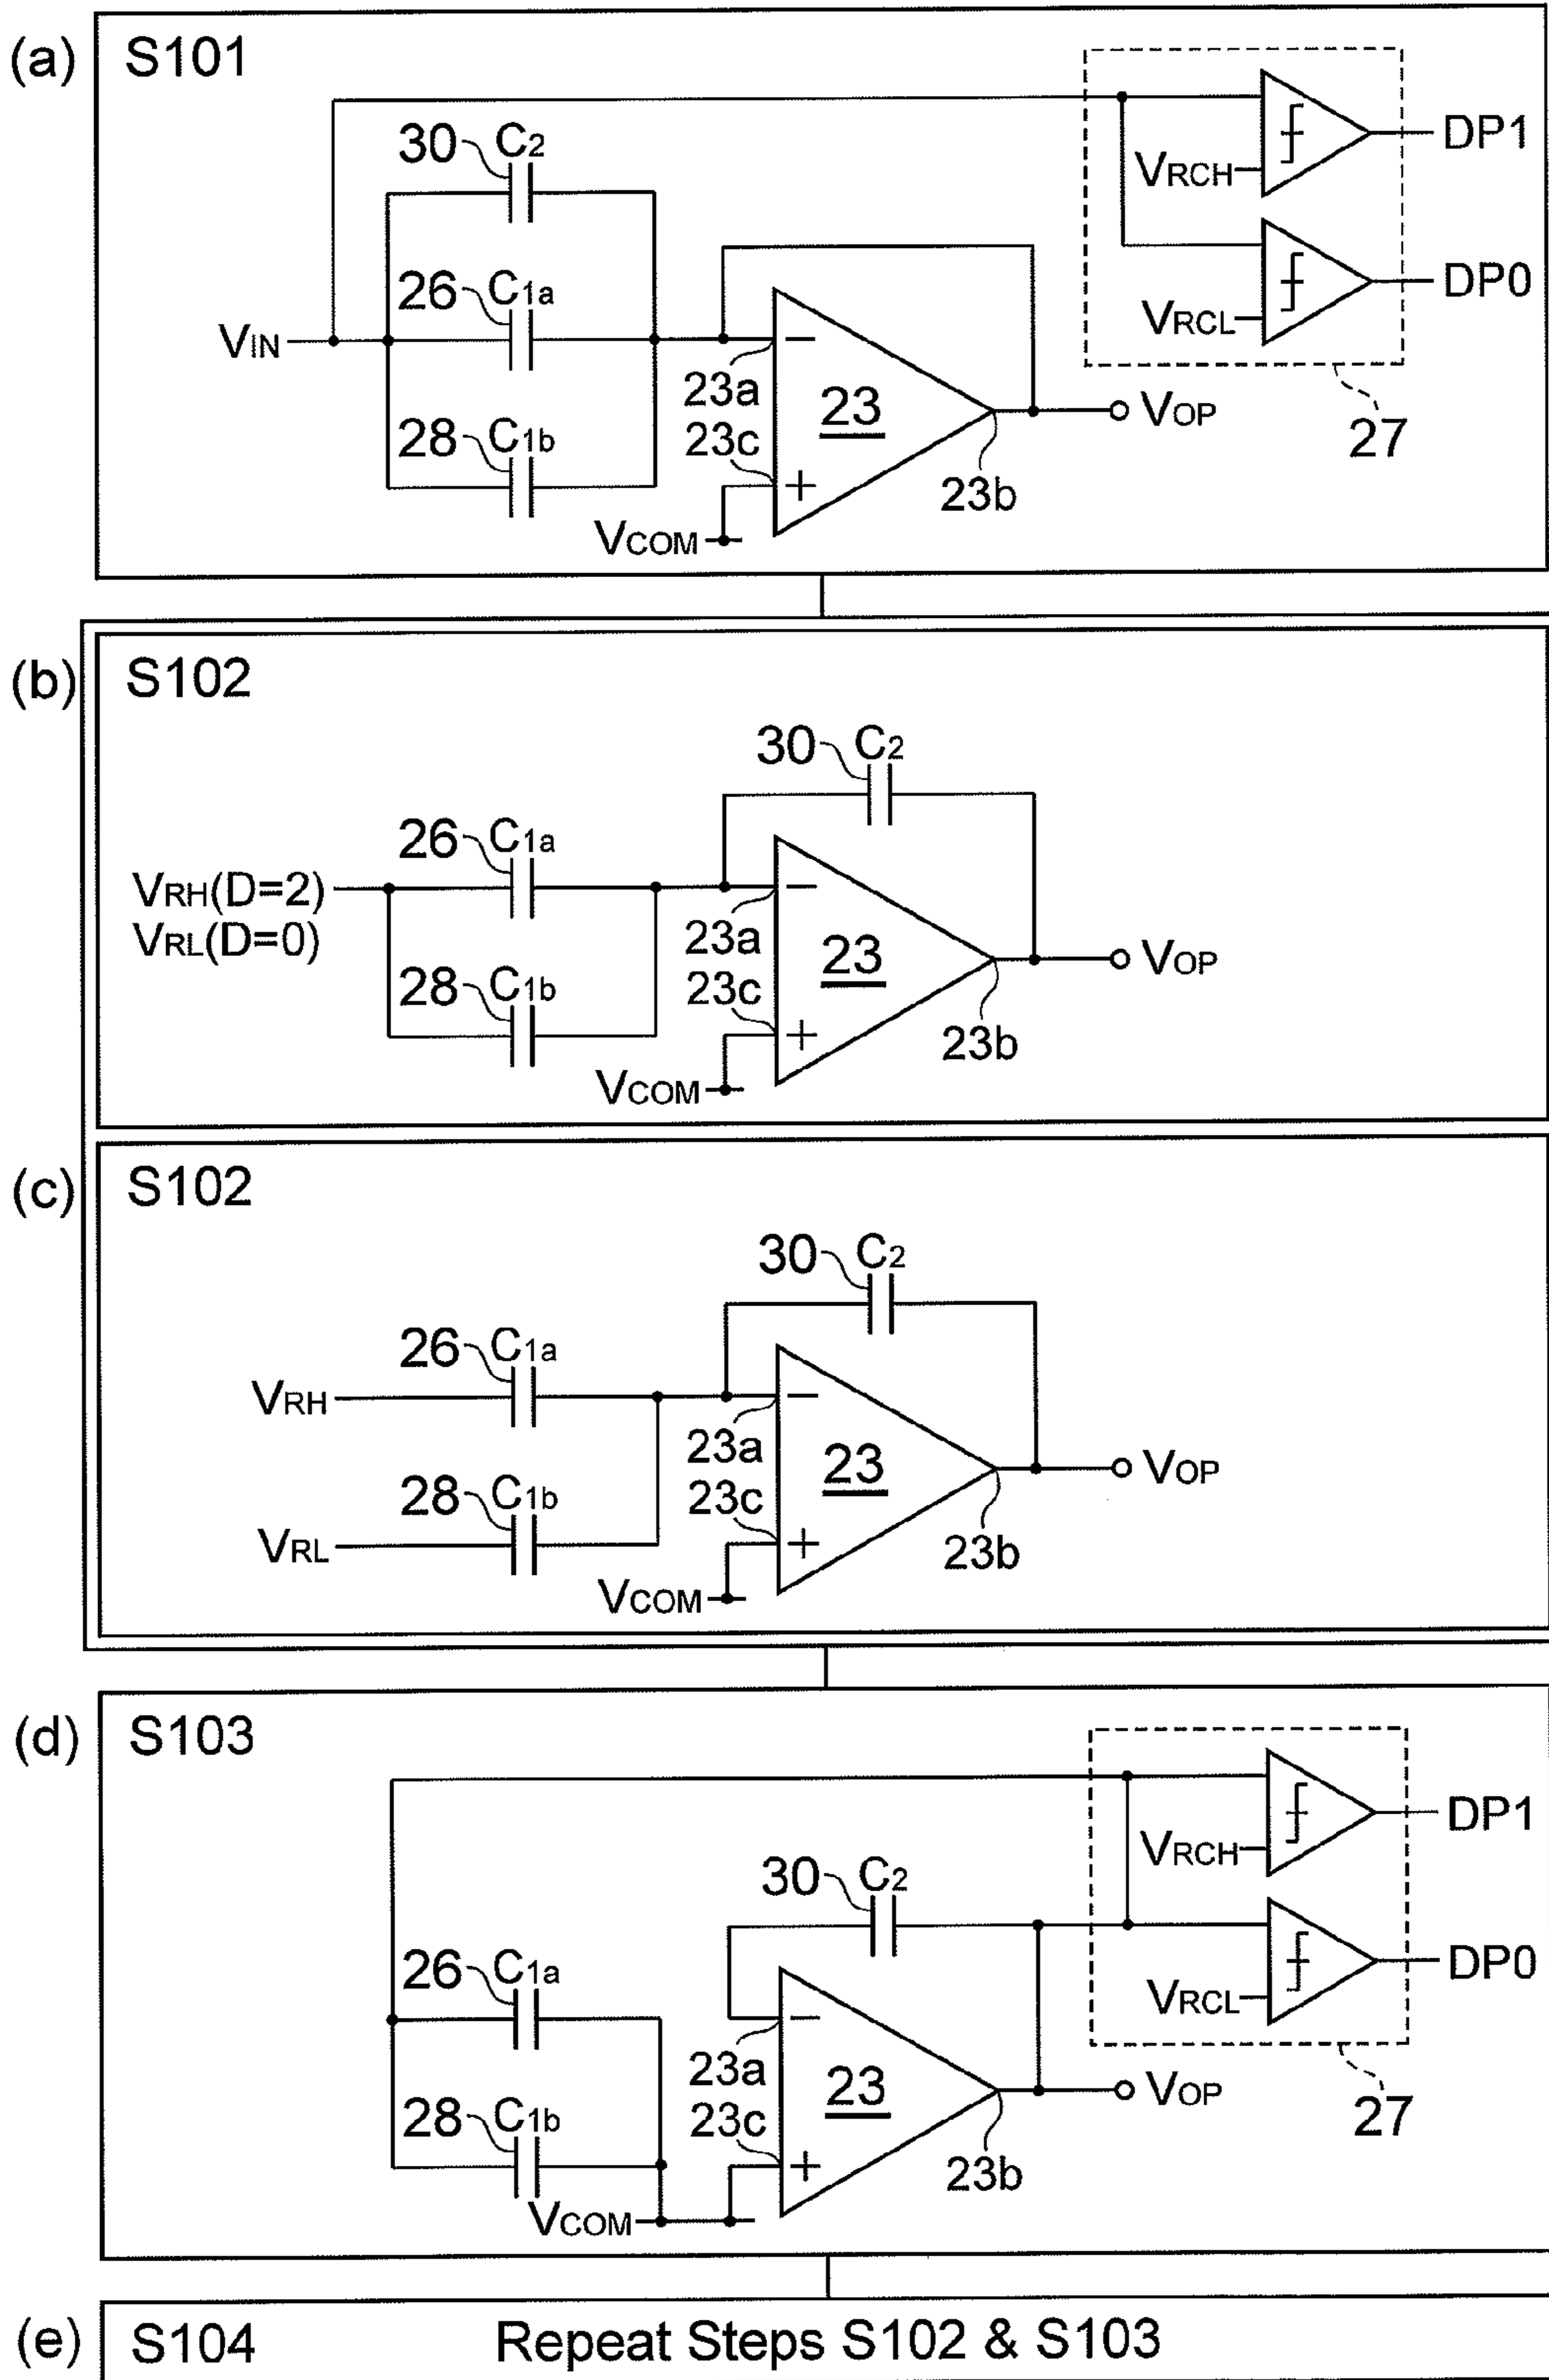 (a) S101
30 C2
26 C1a
28 C1b
VIN
VCOM
23a
23c
23
23b
VOP
VRCH
DP1
VRCL
DP0
27
(b) S102
30 C2
26 C1a
28 C1b
VRH(D=2)
VRL(D=0)
VCOM
23a
23c
23
23b
VOP
(c) S102
30 C2
26 C1a
28 C1b
VRH
VRL
VCOM
23a
23c
23
23b
VOP
(d) S103
30 C2
26 C1a
28 C1b
VCOM
23a
23c
23
23b
VOP
VRCH
DP1
VRCL
DP0
27
(e) S104 Repeat Steps S102 & S103